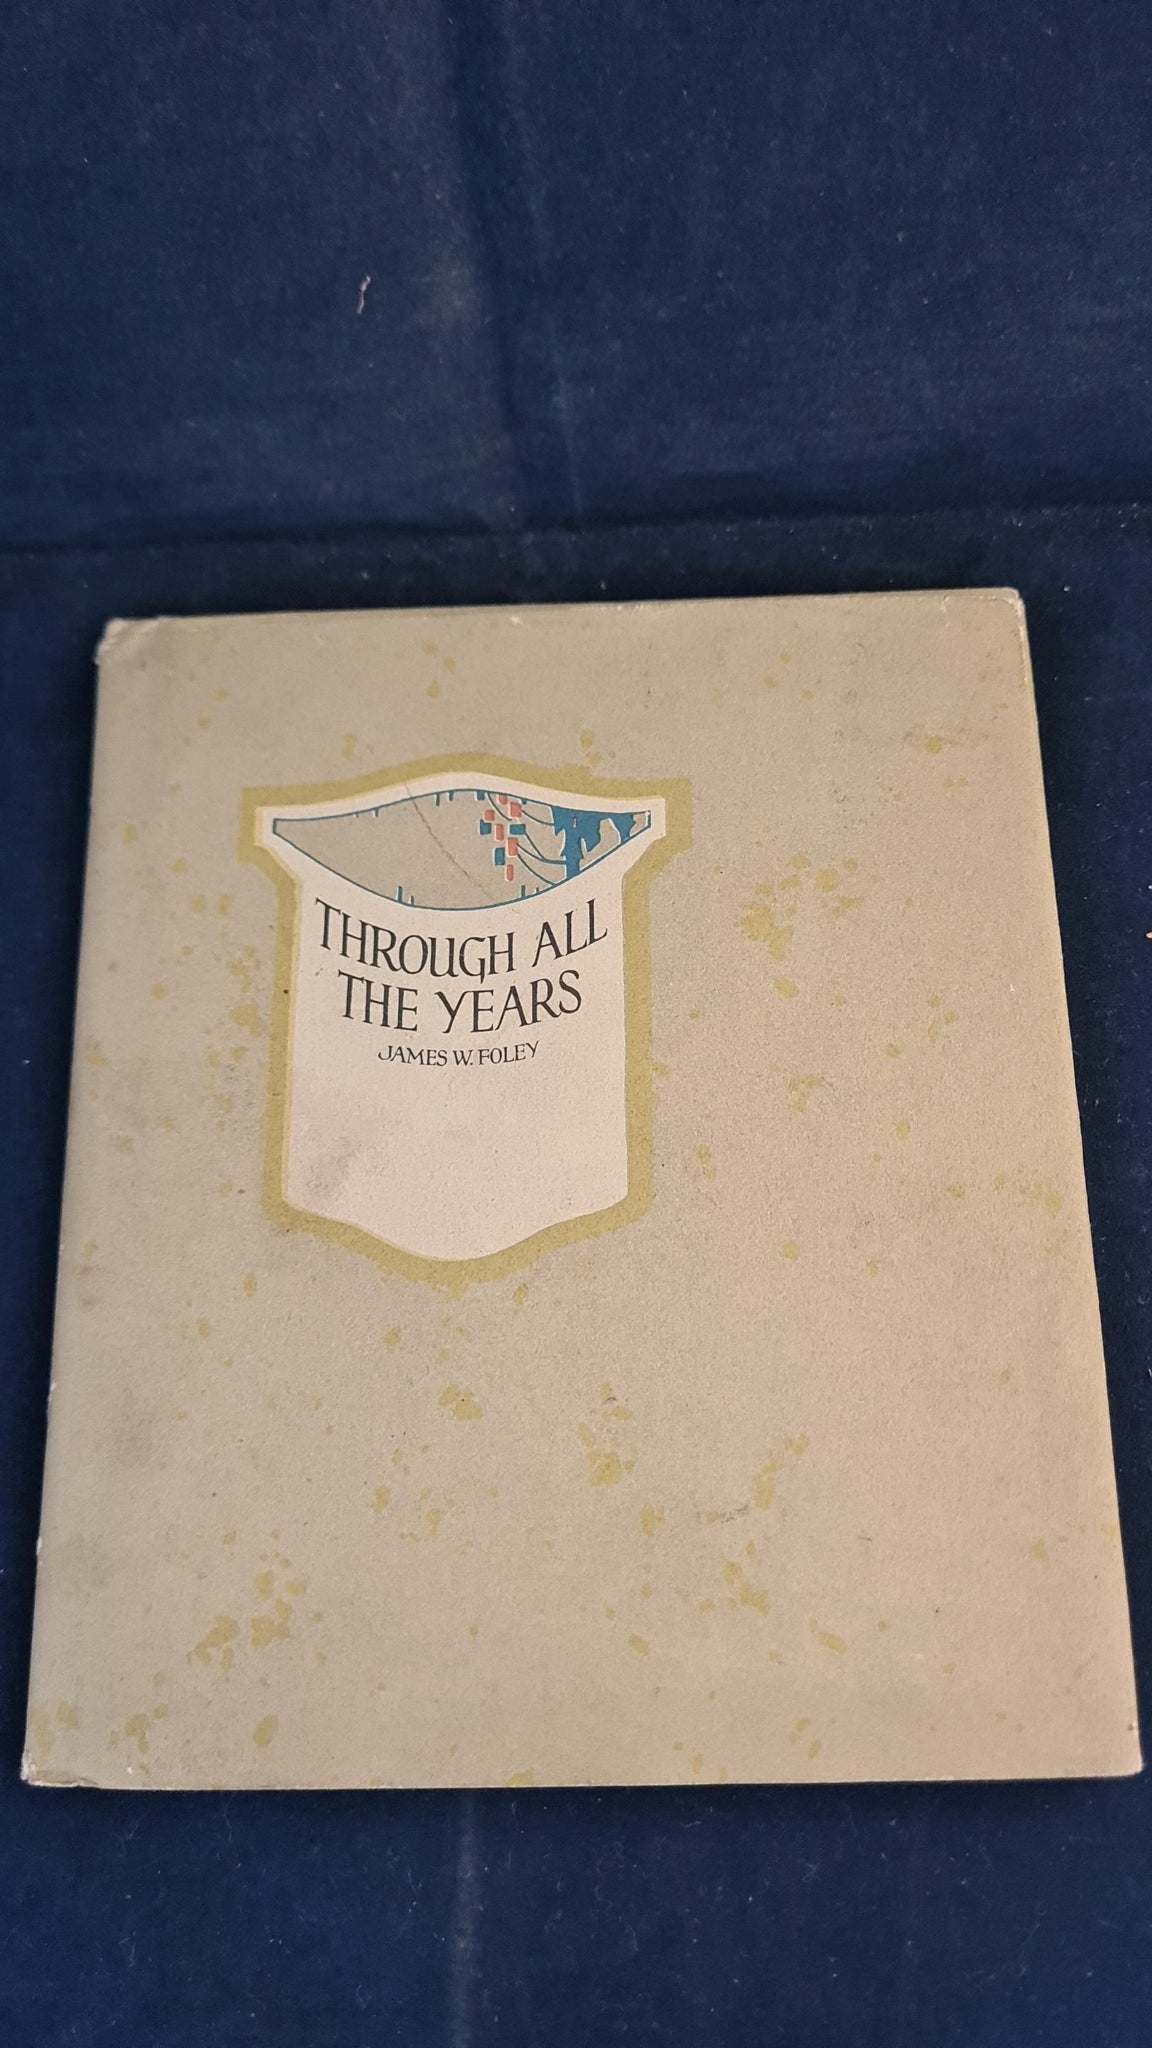 THROUGH ALL
THE YEARS
JAMES W. FOLEY